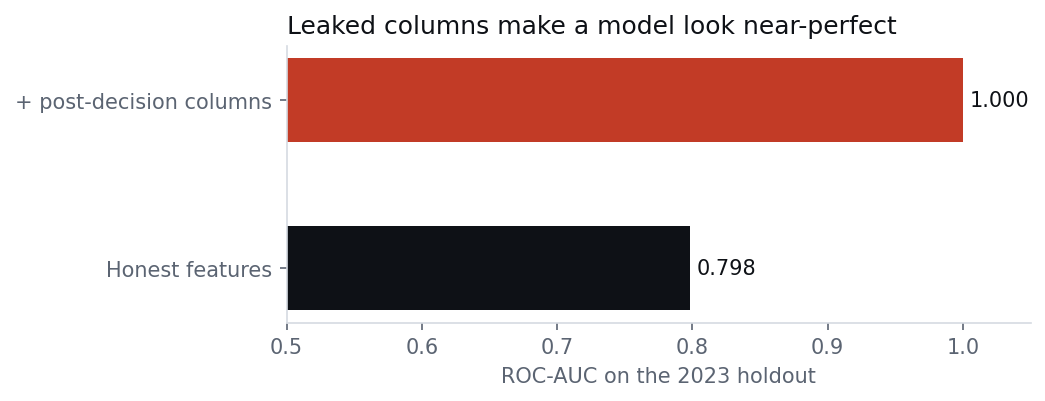 Leaked columns make a model look near-perfect
+ post-decision columns
1.000
Honest features
0.798
0.5 0.6 0.7 0.8 0.9 1.0
ROC-AUC on the 2023 holdout